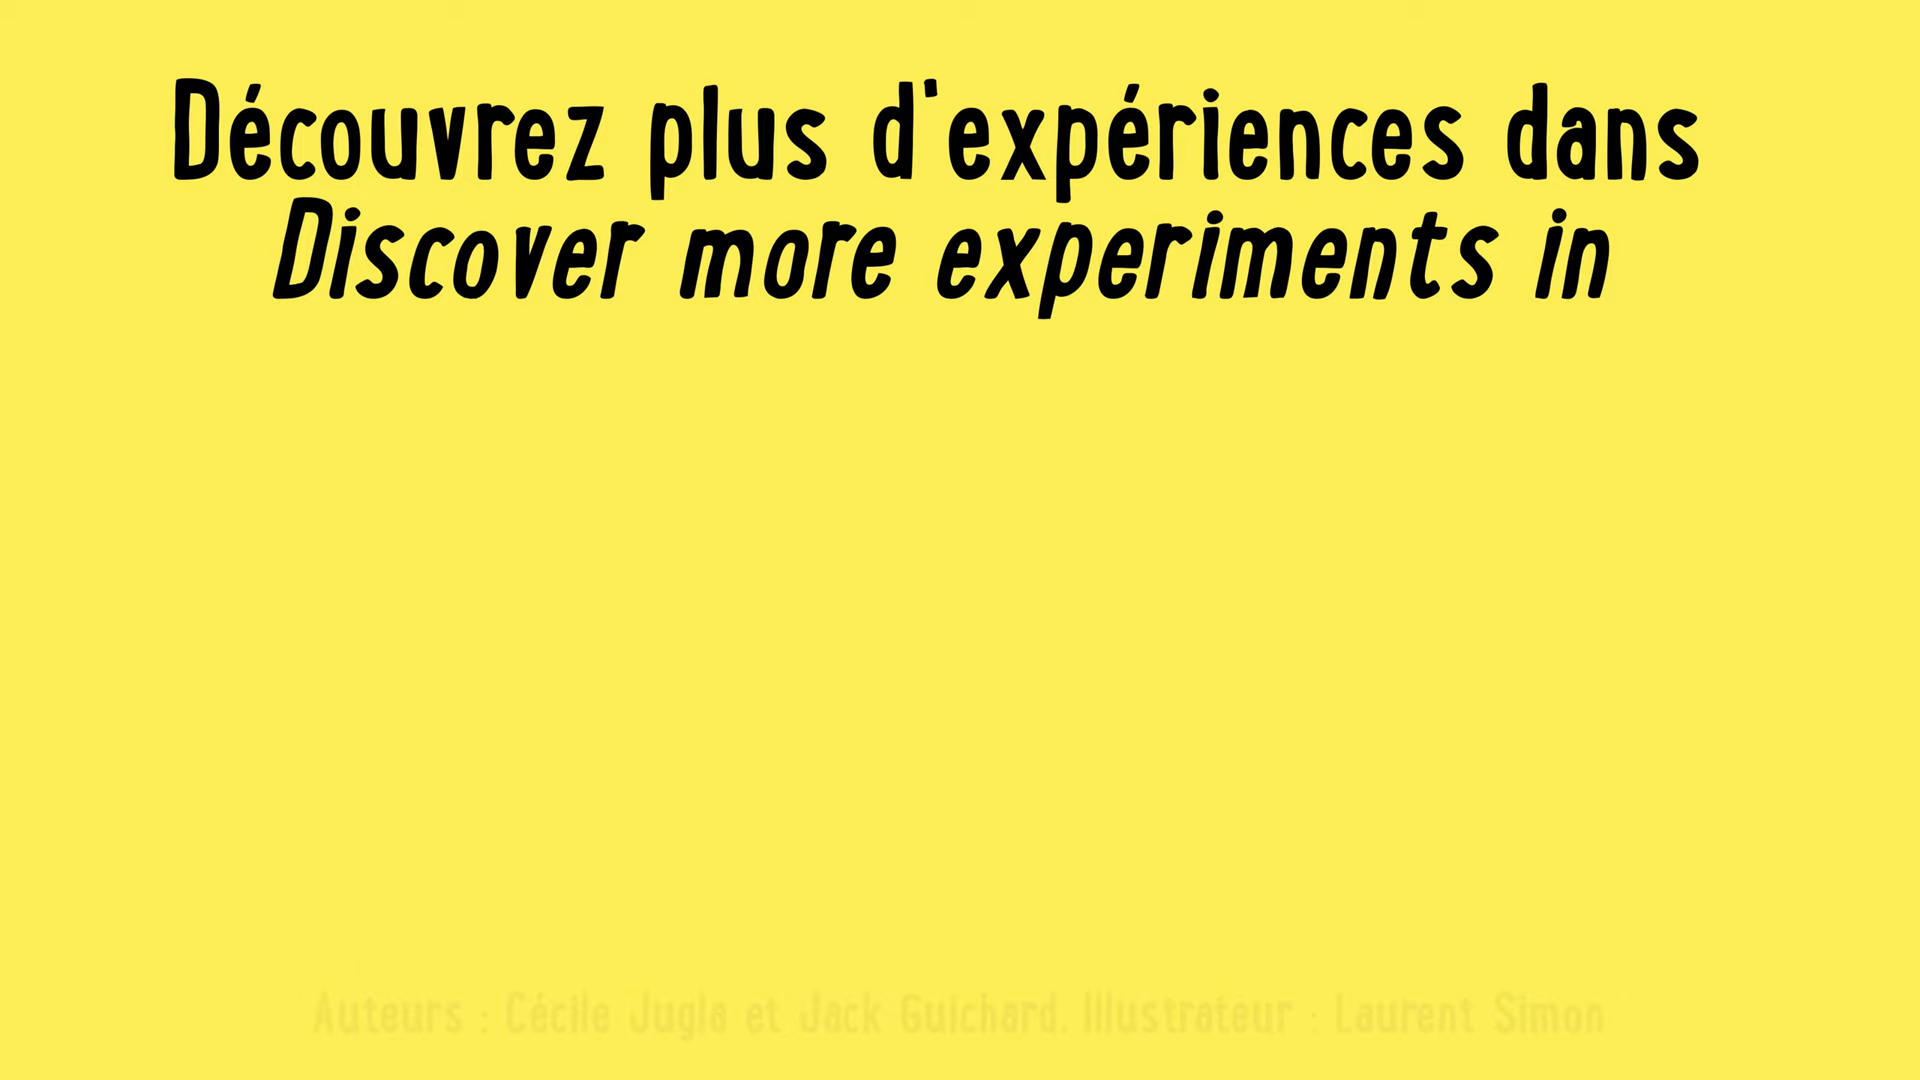 Découvrez plus d'expériences dans
Discover more experiments in
Auteurs : Cécile Jugla et Jack Guichard. Illustrateur : Laurent Simon